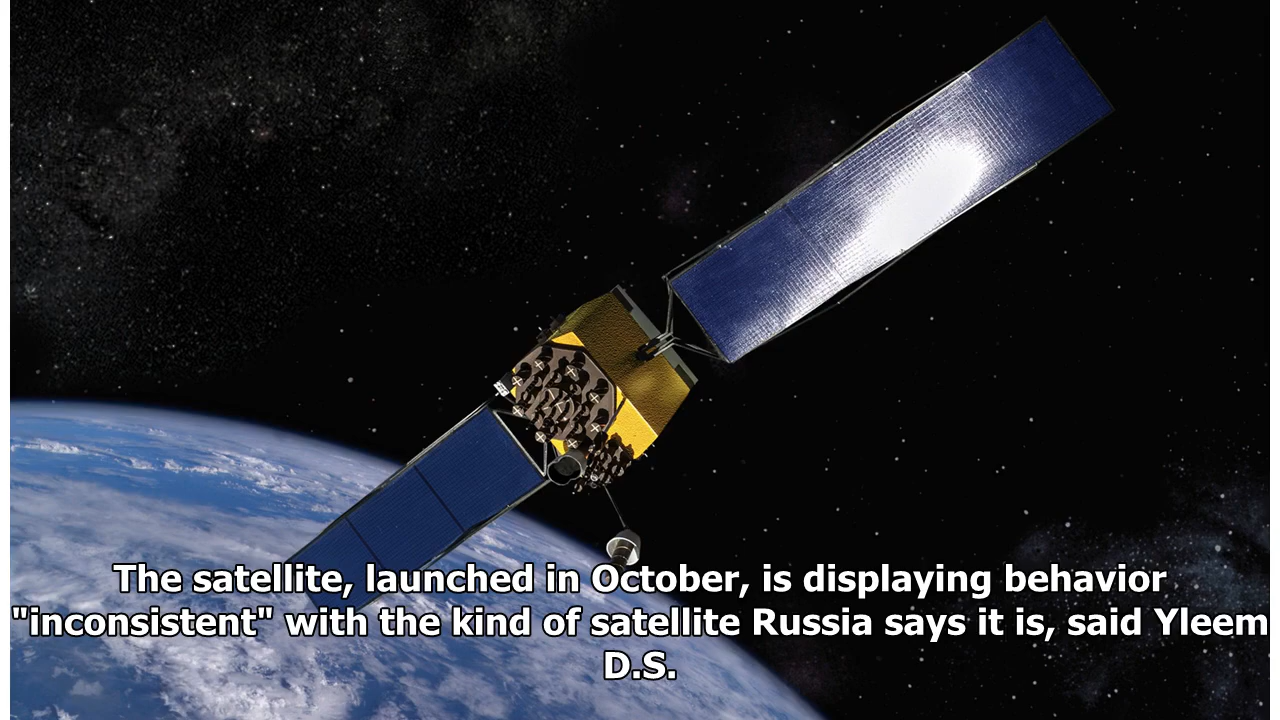 The satellite, launched in October, is displaying behavior
"inconsistent" with the kind of satellite Russia says it is, said Yleem
D.S.